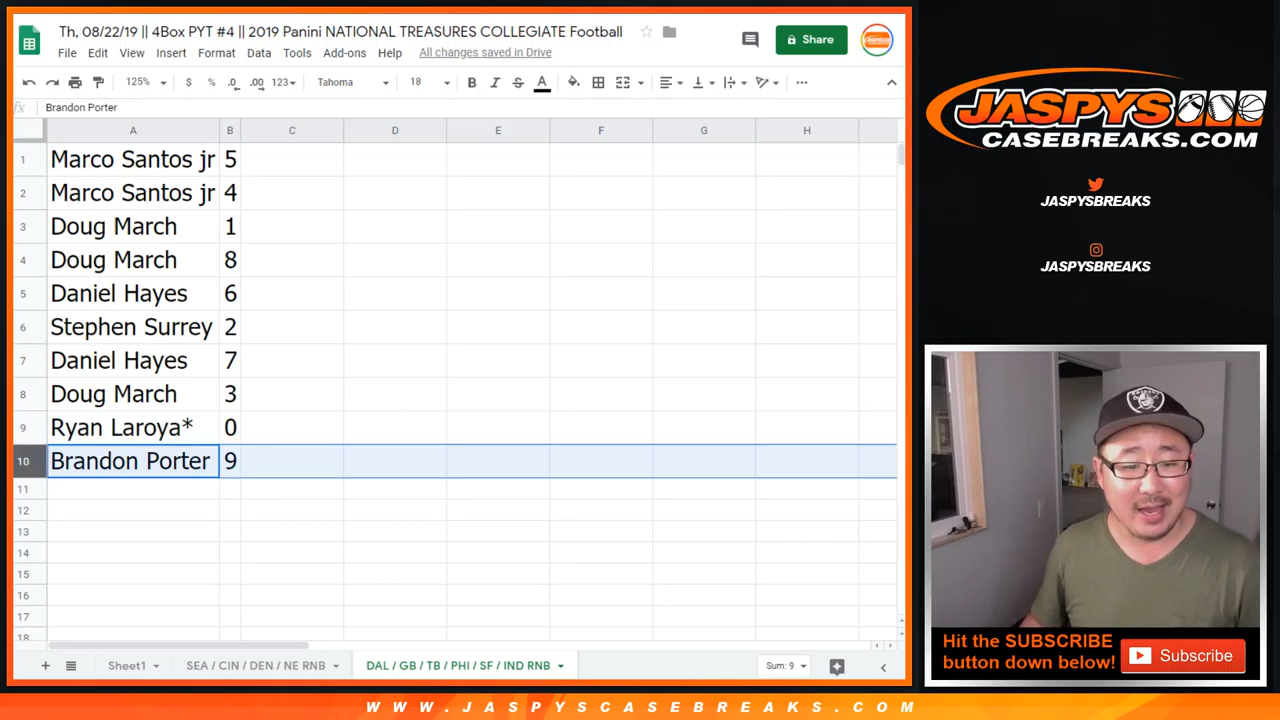 Th, 08/22/19 || 4Box PYT #4 || 2019 Panini NATIONAL TREASURES COLLEGIATE Football
File Edit View Format Data Tools Add-ons Help All changes saved in Drive
Share
125% $ % .0 .00 123 Tahoma 18 B I S A
fx Brandon Porter
A B C D E F G H
1 Marco Santos jr 5
2 Marco Santos jr 4
3 Doug March 1
4 Doug March 8
5 Daniel Hayes 6
6 Stephen Surrey 2
7 Daniel Hayes 7
8 Doug March 3
9 Ryan Laroya* 0
10 Brandon Porter 9
11
12
13
14
15
16
17
18
Sheet1 SEA / CIN / DEN / NE RNB DAL / GB / TB / PHI / SF / IND RNB Sum: 9
JASPYS
CASEBREAKS.COM
JASPYSBREAKS
JASPYSBREAKS
Hit the SUBSCRIBE
button down below!
Subscribe
WWW.JASPYSCASEBREAKS.COM